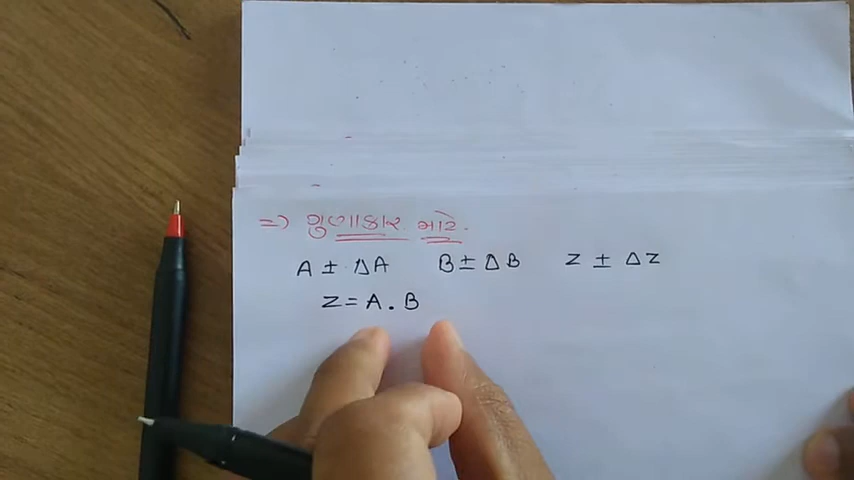 => ગુણાકાર માટે.
A ± ΔA B ± ΔB Z ± ΔZ
Z = A . B